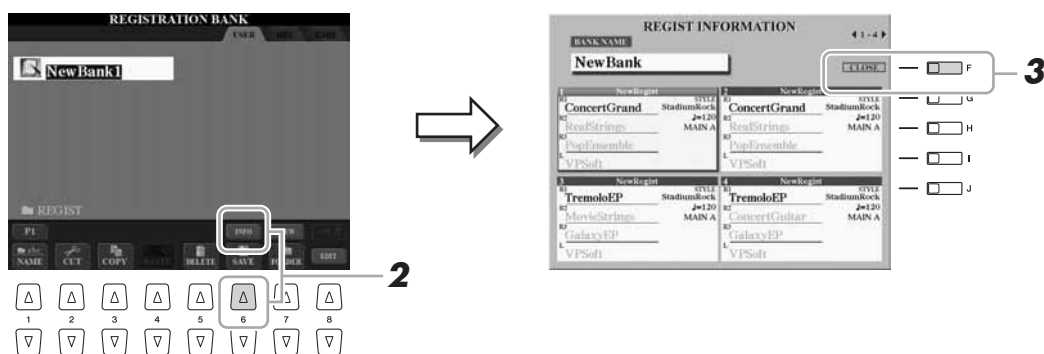 REGISTRATION BANK
USER
NewBank1
REGIST
P1
INFO
NAME CUT COPY DELETE SAVE FOLDER EDIT
2
1 2 3 4 5 6 7 8
REGIST INFORMATION
1-4
BANK NAME
NewBank
CLOSE
F
3
G
H
I
J
1 NewRegist
R1 STYLE
ConcertGrand StadiumRock
R2 ♩=120
RealStrings MAIN A
R3
PopEnsemble
L
VPSoft
2 NewRegist
R1 STYLE
ConcertGrand StadiumRock
R2 ♩=120
RealStrings MAIN A
R3
PopEnsemble
L
VPSoft
3 NewRegist
R1 STYLE
TremoloEP StadiumRock
R2 ♩=120
MovieStrings MAIN A
R3
GalaxyEP
L
VPSoft
4 NewRegist
R1 STYLE
TremoloEP StadiumRock
R2 ♩=120
ConcertGuitar MAIN A
R3
GalaxyEP
L
VPSoft